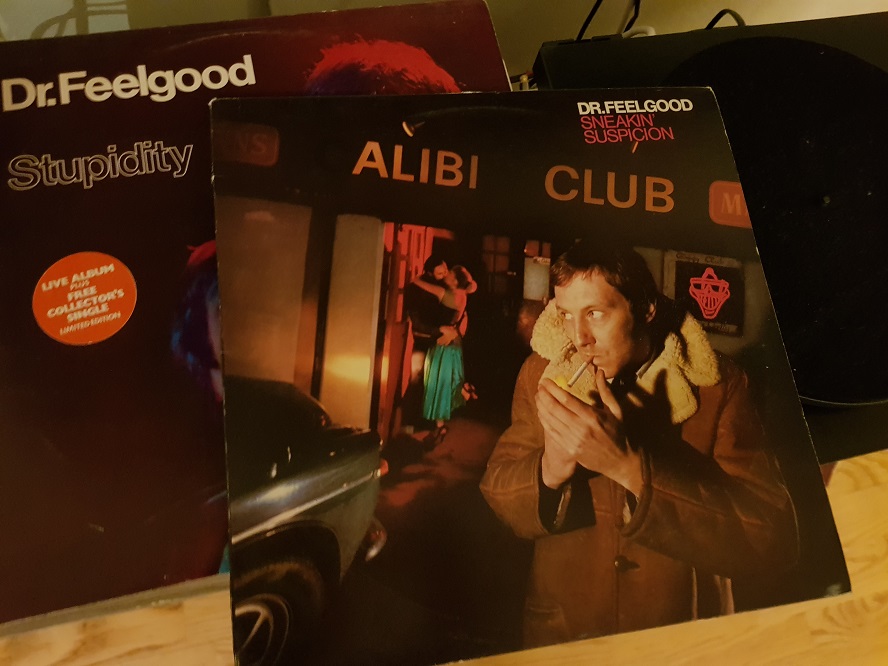 Dr.Feelgood
Stupidity
LIVE ALBUM
PLUS
FREE
COLLECTOR'S
SINGLE
LIMITED EDITION
DR.FEELGOOD
SNEAKIN'
SUSPICION
ALIBI CLUB
M